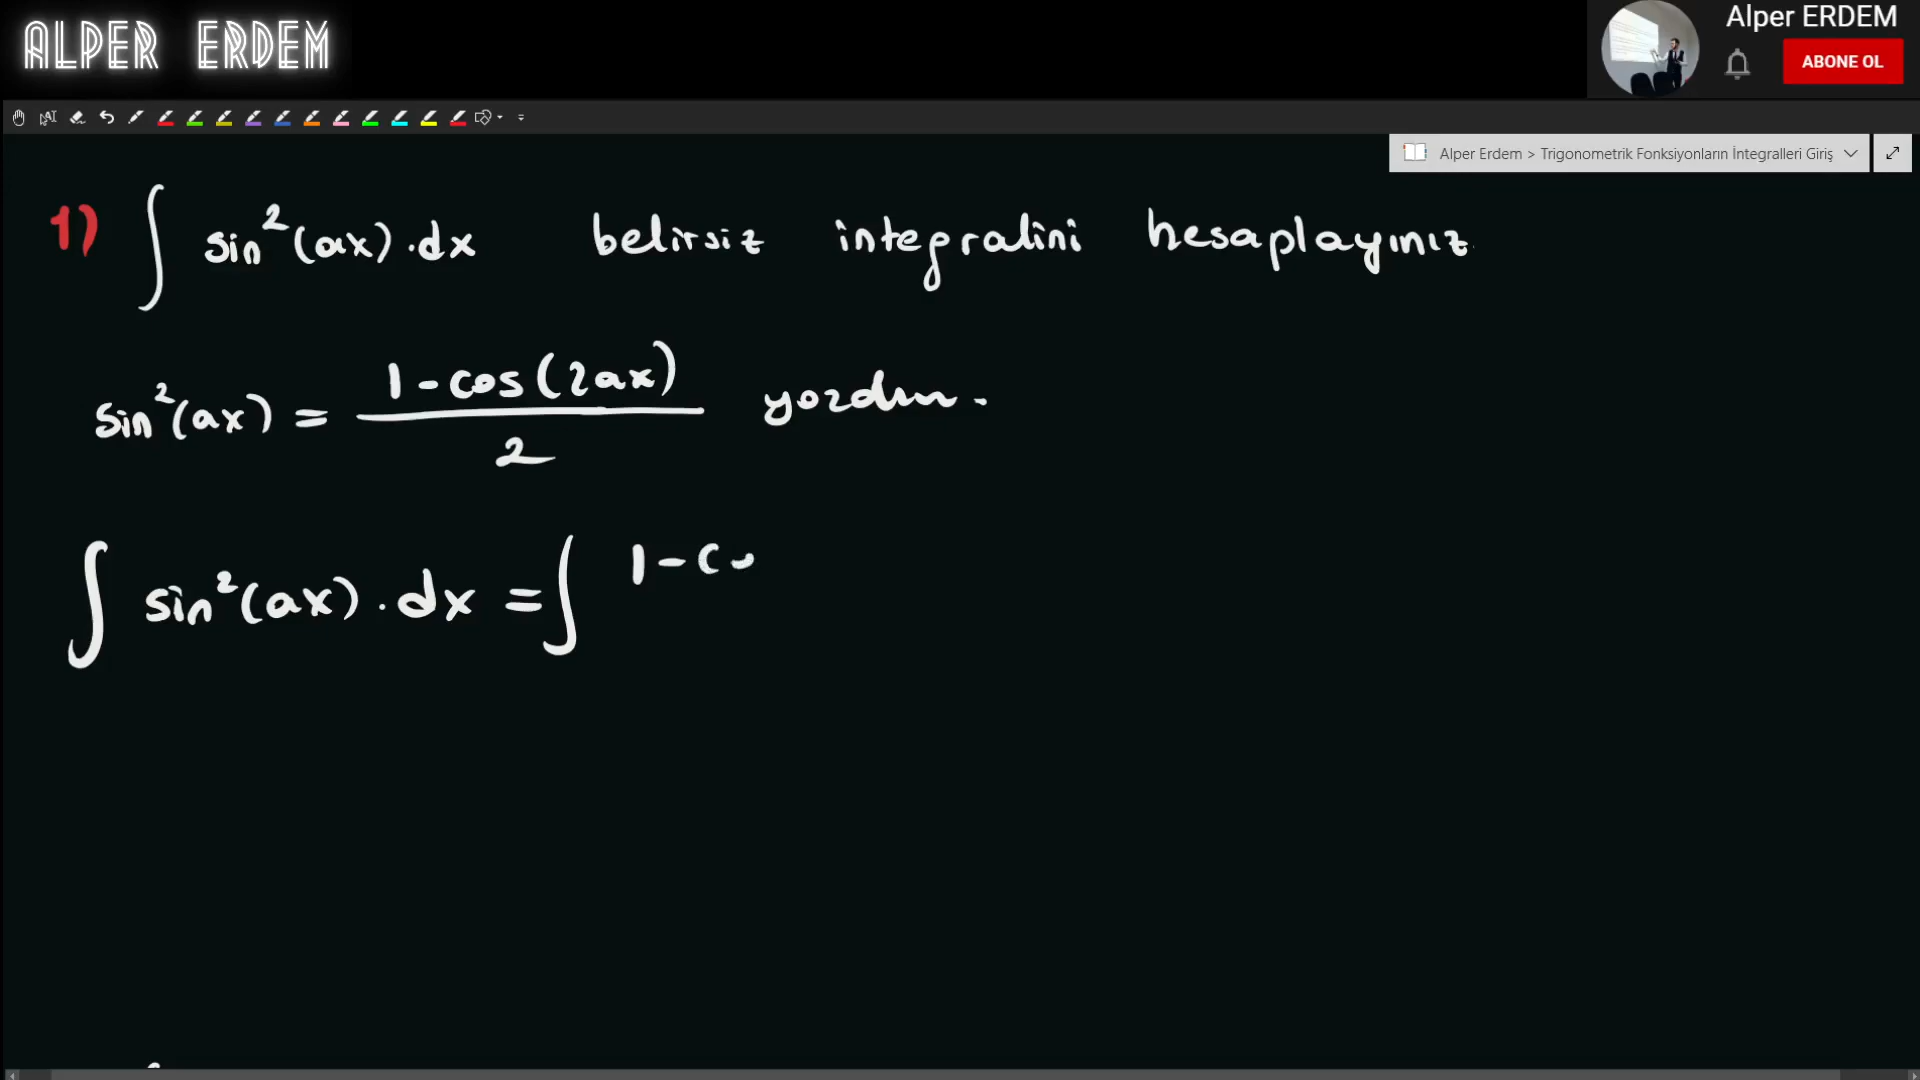 ALPER ERDEM
Alper ERDEM
ABONE OL
Alper Erdem > Trigonometrik Fonksiyonların İntegralleri Giriş
1) ∫ sin²(ax).dx belirsiz integralini hesaplayınız.
sin²(ax) = (1-cos(2ax))/2 yazdım.
∫ sin²(ax).dx = ∫ 1-co